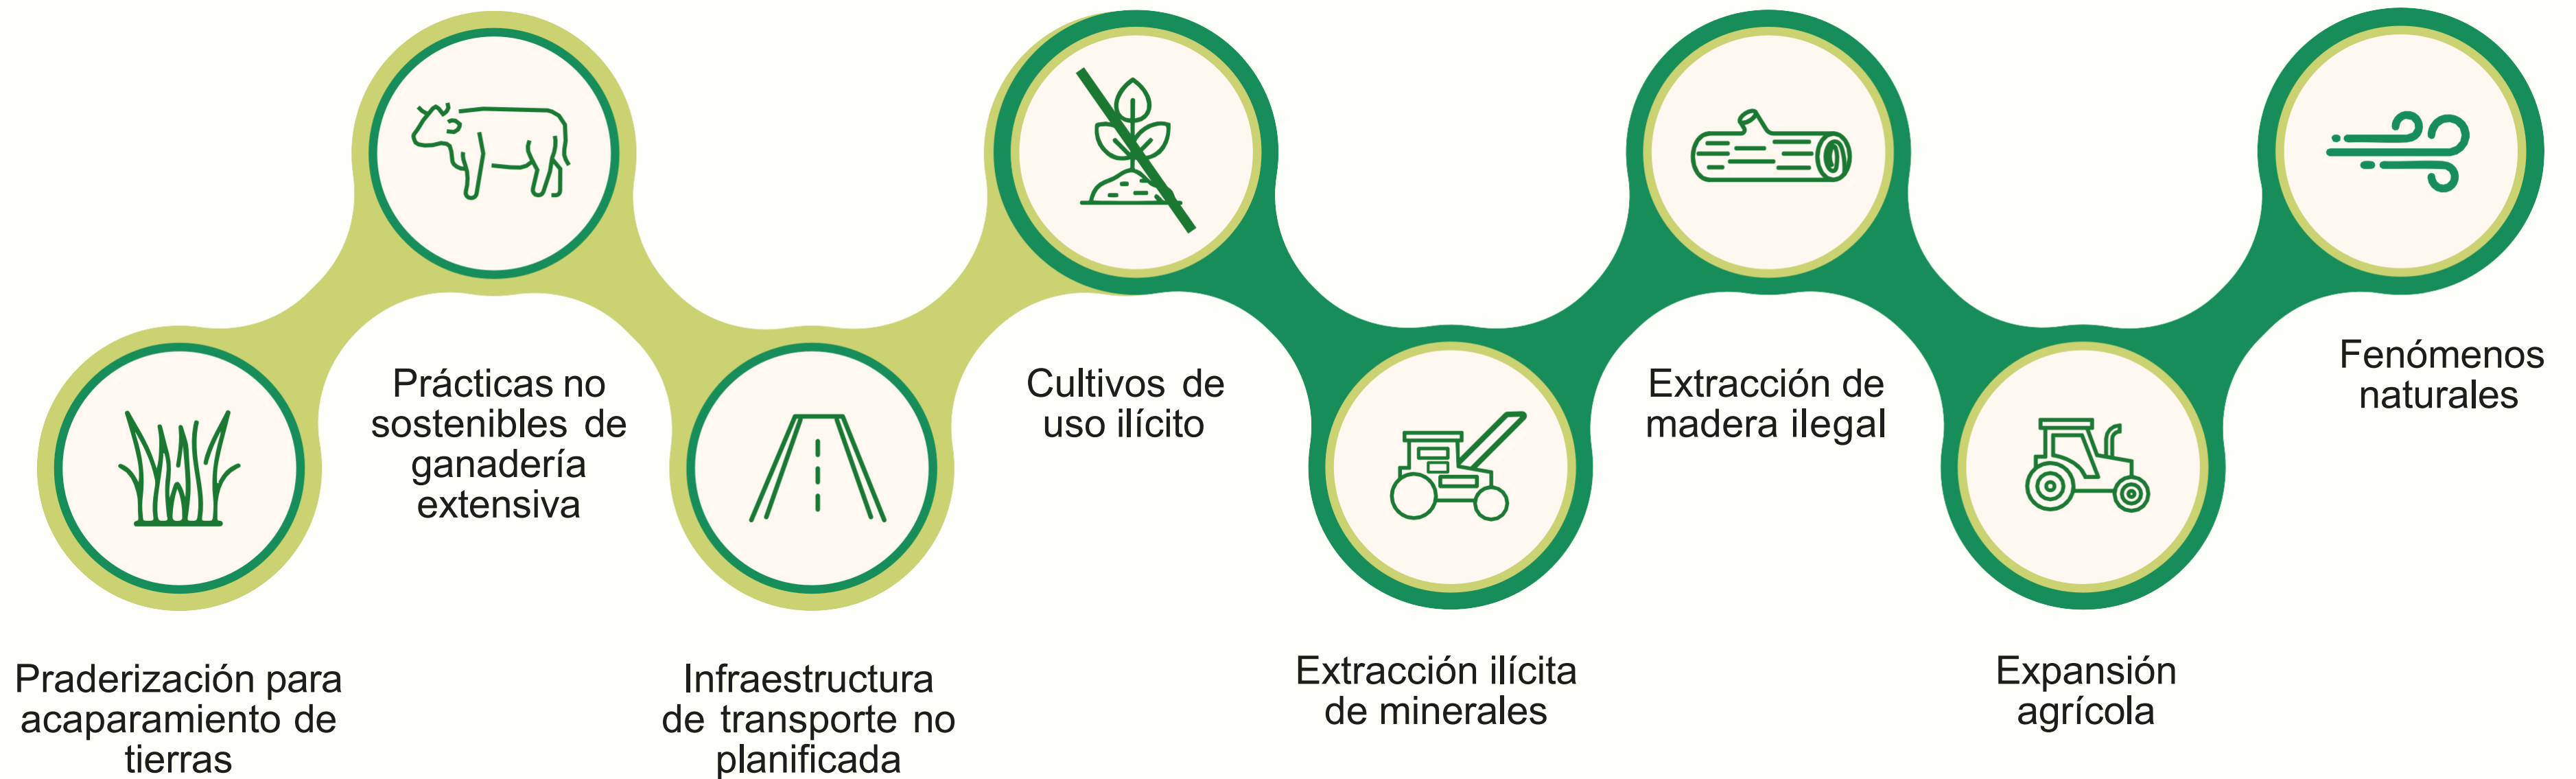 Praderización para
acaparamiento de
tierras
Prácticas no
sostenibles de
ganadería
extensiva
Infraestructura
de transporte no
planificada
Cultivos de
uso ilícito
Extracción ilícita
de minerales
Extracción de
madera ilegal
Expansión
agrícola
Fenómenos
naturales